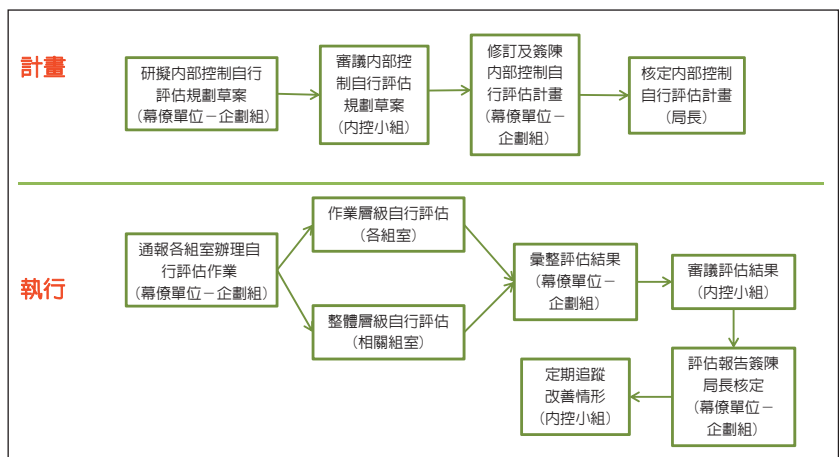 計畫
研擬內部控制自行
評估規劃草案
(幕僚單位－企劃組)
審議內部控
制自行評估
規劃草案
(內控小組)
修訂及簽陳
內部控制自
行評估計畫
(幕僚單位－
企劃組)
核定內部控制
自行評估計畫
(局長)
執行
通報各組室辦理自
行評估作業
(幕僚單位－企劃組)
作業層級自行評估
(各組室)
整體層級自行評估
(相關組室)
彙整評估結果
(幕僚單位－
企劃組)
審議評估結果
(內控小組)
評估報告簽陳
局長核定
(幕僚單位－
企劃組)
定期追蹤
改善情形
(內控小組)